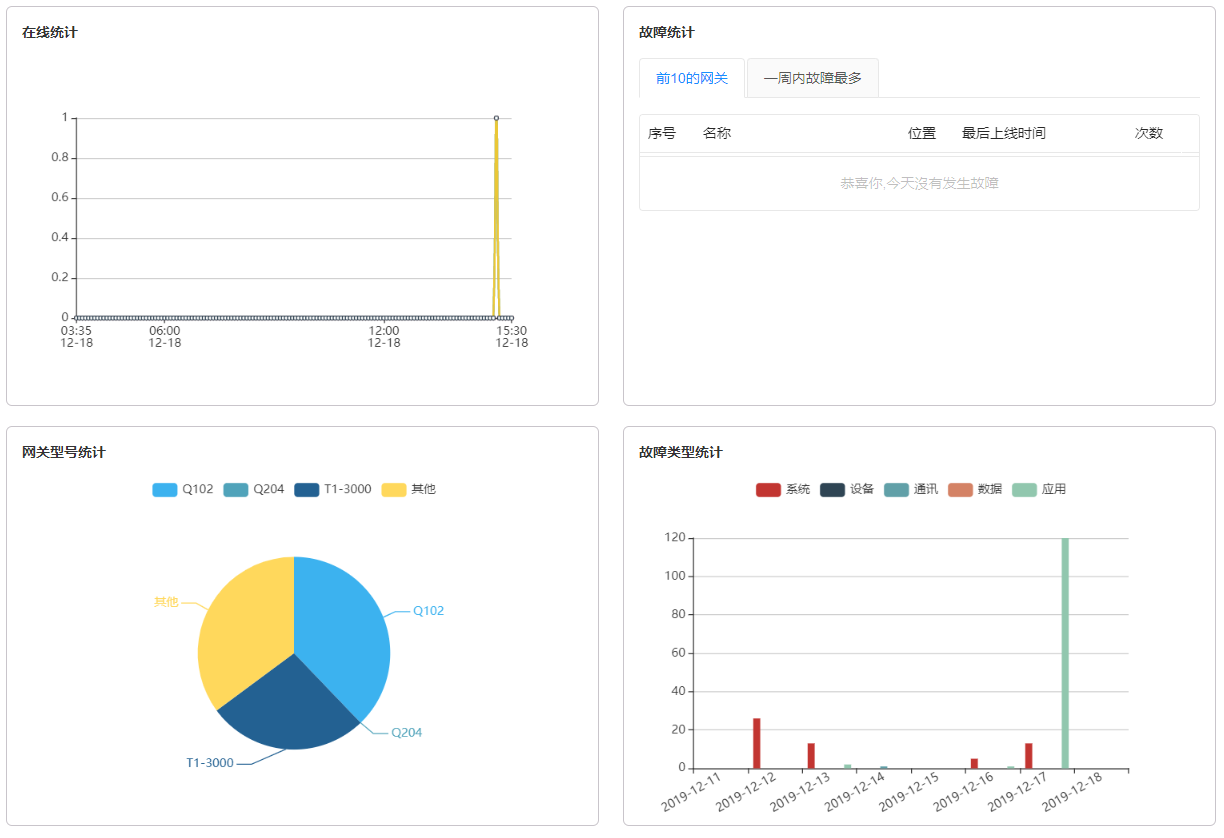 在线统计
1
0.8
0.6
0.4
0.2
0
03:35 06:00 12:00 15:30
12-18 12-18 12-18 12-18
故障统计
前10的网关 一周内故障最多
序号 名称 位置 最后上线时间 次数
恭喜你,今天沒有发生故障
网关型号统计
Q102 Q204 T1-3000 其他
其他
Q102
Q204
T1-3000
故障类型统计
系统 设备 通讯 数据 应用
120
100
80
60
40
20
0
2019-12-11 2019-12-12 2019-12-13 2019-12-14 2019-12-15 2019-12-16 2019-12-17 2019-12-18